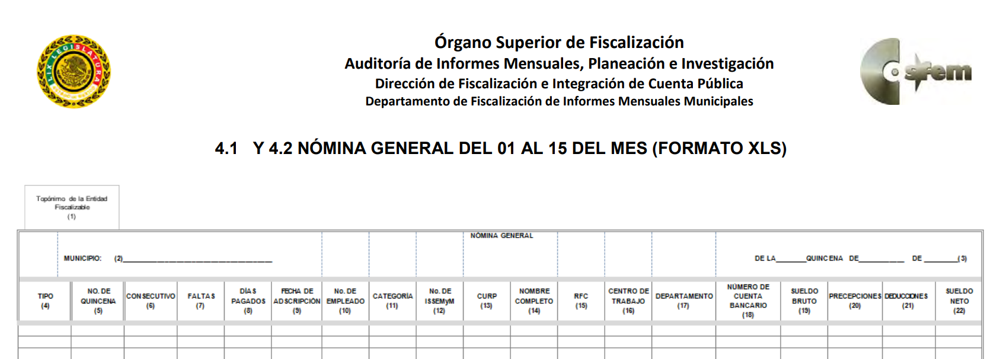 LIX LEGISLATURA
Órgano Superior de Fiscalización
Auditoría de Informes Mensuales, Planeación e Investigación
Dirección de Fiscalización e Integración de Cuenta Pública
Departamento de Fiscalización de Informes Mensuales Municipales
osfem
4.1 Y 4.2 NÓMINA GENERAL DEL 01 AL 15 DEL MES (FORMATO XLS)
Topónimo de la Entidad
Fiscalizable
(1)
NÓMINA GENERAL
MUNICIPIO: (2)______________________ DE LA_______QUINCENA DE__________ DE ________(3)
TIPO
(4)
NO. DE
QUINCENA
(5)
CONSECUTIVO
(6)
FALTAS
(7)
DÍAS
PAGADOS
(8)
FECHA DE
ADSCRIPCIÓN
(9)
No. DE
EMPLEADO
(10)
CATEGORÍA
(11)
No. DE
ISSEMyM
(12)
CURP
(13)
NOMBRE
COMPLETO
(14)
RFC
(15)
CENTRO DE
TRABAJO
(16)
DEPARTAMENTO
(17)
NÚMERO DE
CUENTA
BANCARIO
(18)
SUELDO
BRUTO
(19)
PRECEPCIONES
(20)
DEDUCCIONES
(21)
SUELDO
NETO
(22)